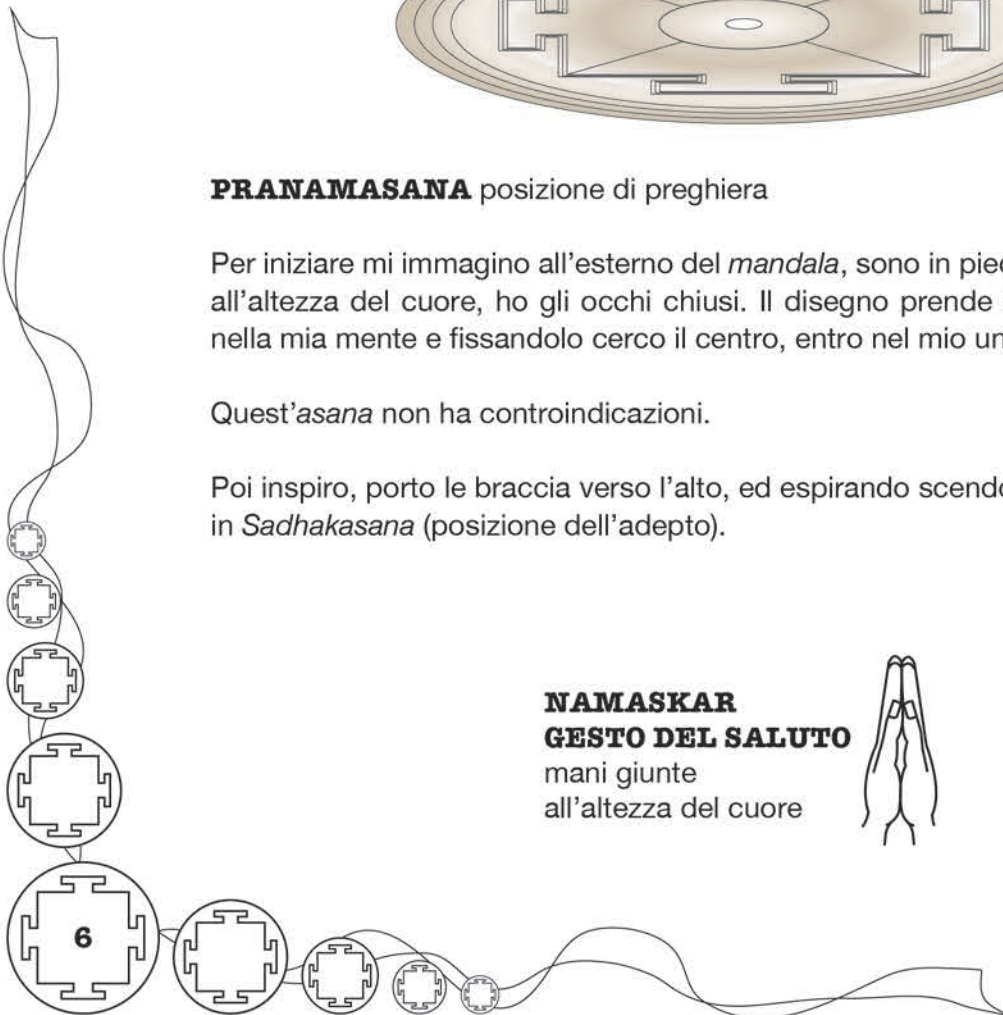 PRANAMASANA posizione di preghiera
Per iniziare mi immagino all'esterno del mandala, sono in
all'altezza del cuore, ho gli occhi chiusi. Il disegno prende
nella mia mente e fissandolo cerco il centro, entro nel mio
Quest'asana non ha controindicazioni.
Poi inspiro, porto le braccia verso l'alto, ed espirando
in Sadhakasana (posizione dell'adepto).
NAMASKAR
GESTO DEL SALUTO
mani giunte
all'altezza del cuore
6